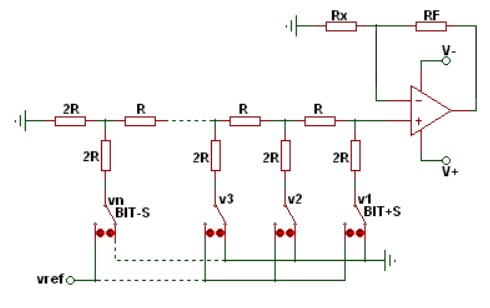 Rx RF
V-
2R R R R
- +
2R 2R 2R 2R
V+
vn v3 v2 v1
BIT-S BIT+S
vref